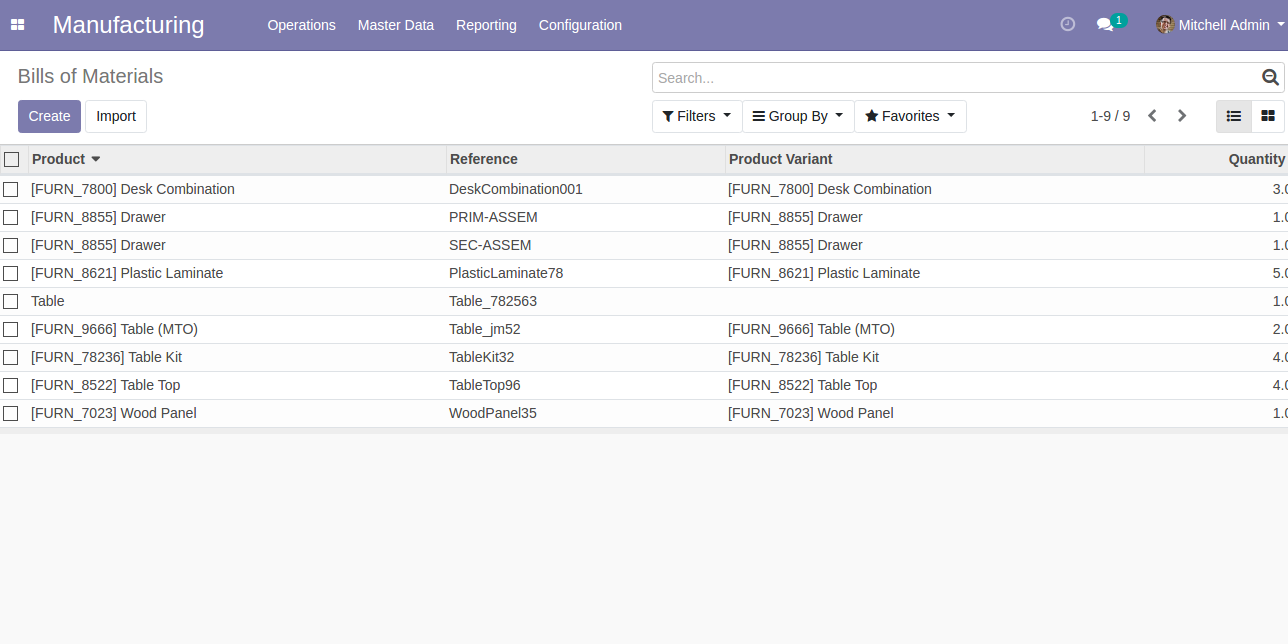 Manufacturing Operations Master Data Reporting Configuration 1 Mitchell Admin
Bills of Materials Search...
Create Import Filters Group By Favorites 1-9 / 9
Product Reference Product Variant Quantity
[FURN_7800] Desk Combination DeskCombination001 [FURN_7800] Desk Combination 3.0
[FURN_8855] Drawer PRIM-ASSEM [FURN_8855] Drawer 1.0
[FURN_8855] Drawer SEC-ASSEM [FURN_8855] Drawer 1.0
[FURN_8621] Plastic Laminate PlasticLaminate78 [FURN_8621] Plastic Laminate 5.0
Table Table_782563 1.0
[FURN_9666] Table (MTO) Table_jm52 [FURN_9666] Table (MTO) 2.0
[FURN_78236] Table Kit TableKit32 [FURN_78236] Table Kit 4.0
[FURN_8522] Table Top TableTop96 [FURN_8522] Table Top 4.0
[FURN_7023] Wood Panel WoodPanel35 [FURN_7023] Wood Panel 1.0